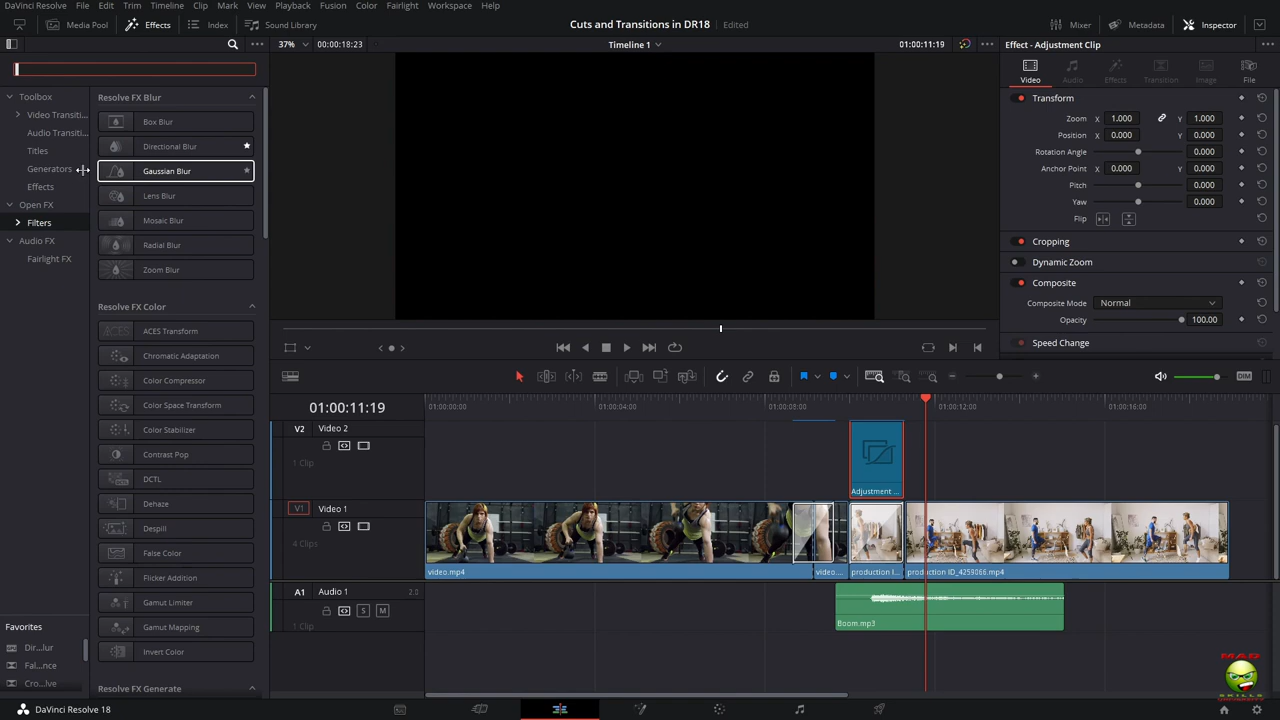 DaVinci Resolve File Edit Trim Timeline Clip Mark View Playback Fusion Color Fairlight Workspace Help
Media Pool Effects Index Sound Library Cuts and Transitions in DR18 Edited Mixer Metadata Inspector
37% 00:00:18:23 Timeline 1 01:00:11:19 Effect - Adjustment Clip
Video Audio Effects Transition Image File
Toolbox
Video Transiti...
Audio Transiti...
Titles
Generators
Effects
Open FX
Filters
Audio FX
Fairlight FX
Favorites
Dir...lur
Fal...nce
Cro...ve
Resolve FX Blur
Box Blur
Directional Blur
Gaussian Blur
Lens Blur
Mosaic Blur
Radial Blur
Zoom Blur
Resolve FX Color
ACES ACES Transform
Chromatic Adaptation
Color Compressor
Color Space Transform
Color Stabilizer
Contrast Pop
DCTL
Dehaze
Despill
False Color
Flicker Addition
Gamut Limiter
Gamut Mapping
Invert Color
Resolve FX Generate
Transform
Zoom X 1.000 Y 1.000
Position X 0.000 Y 0.000
Rotation Angle 0.000
Anchor Point X 0.000 Y 0.000
Pitch 0.000
Yaw 0.000
Flip
Cropping
Dynamic Zoom
Composite
Composite Mode Normal
Opacity 100.00
Speed Change
DIM
01:00:11:19 01:00:00:00 01:00:04:00 01:00:08:00 01:00:12:00 01:00:16:00
V2 Video 2
1 Clip
Adjustment ...
V1 Video 1
4 Clips
video.mp4 video.... production I... production ID_4259066.mp4
A1 Audio 1 2.0
S M
Boom.mp3
MAD
SKILLS
DaVinci Resolve 18